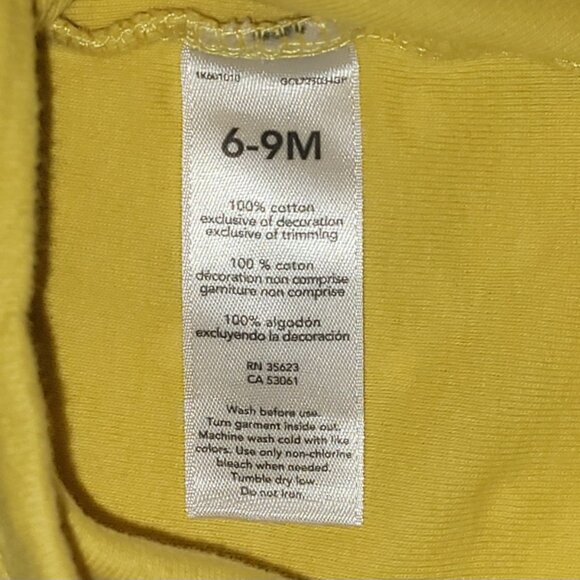 1K601010
6-9M
100% cotton
exclusive of decoration
exclusive of trimming
100 % coton
décoration non comprise
garniture non comprise
100% algodón
excluyendo la decoración
RN 35623
CA 53061
Wash before use.
Turn garment inside out.
Machine wash cold with like
colors. Use only non-chlorine
bleach when needed.
Tumble dry low
Do not iron.